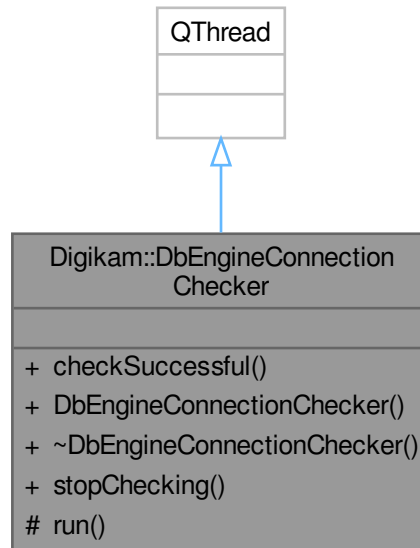 QThread
Digikam::DbEngineConnection
Checker
+ checkSuccessful()
+ DbEngineConnectionChecker()
+ ~DbEngineConnectionChecker()
+ stopChecking()
# run()